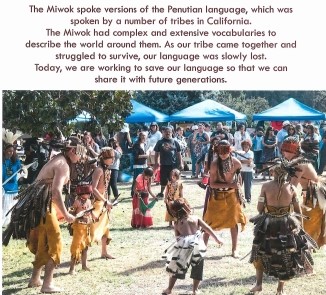 The Miwok spoke versions of the Penutian language, which was
spoken by a number of tribes in California.
The Miwok had complex and extensive vocabularies to
describe the world around them. As our tribe came together and
struggled to survive, our language was slowly lost.
Today, we are working to save our language so that we can
share it with future generations.